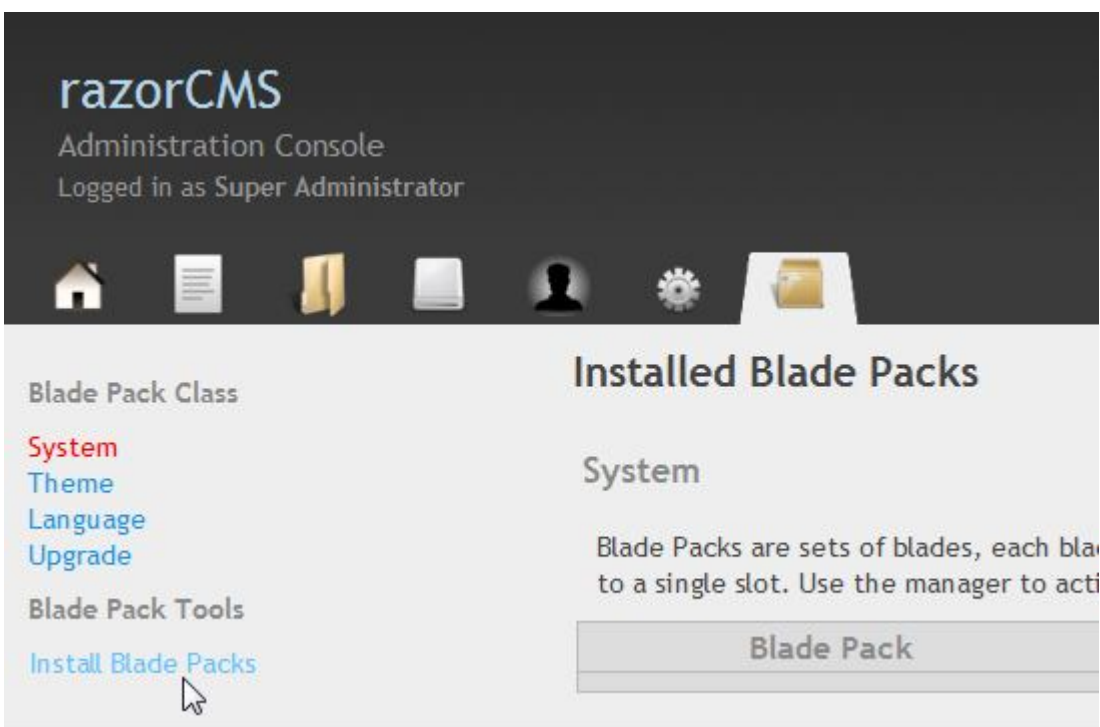 razorCMS
Administration Console
Logged in as Super Administrator
Blade Pack Class
System
Theme
Language
Upgrade
Blade Pack Tools
Install Blade Packs
Installed Blade Packs
System
Blade Packs are sets of blades, each
to a single slot. Use the manager to
Blade Pack